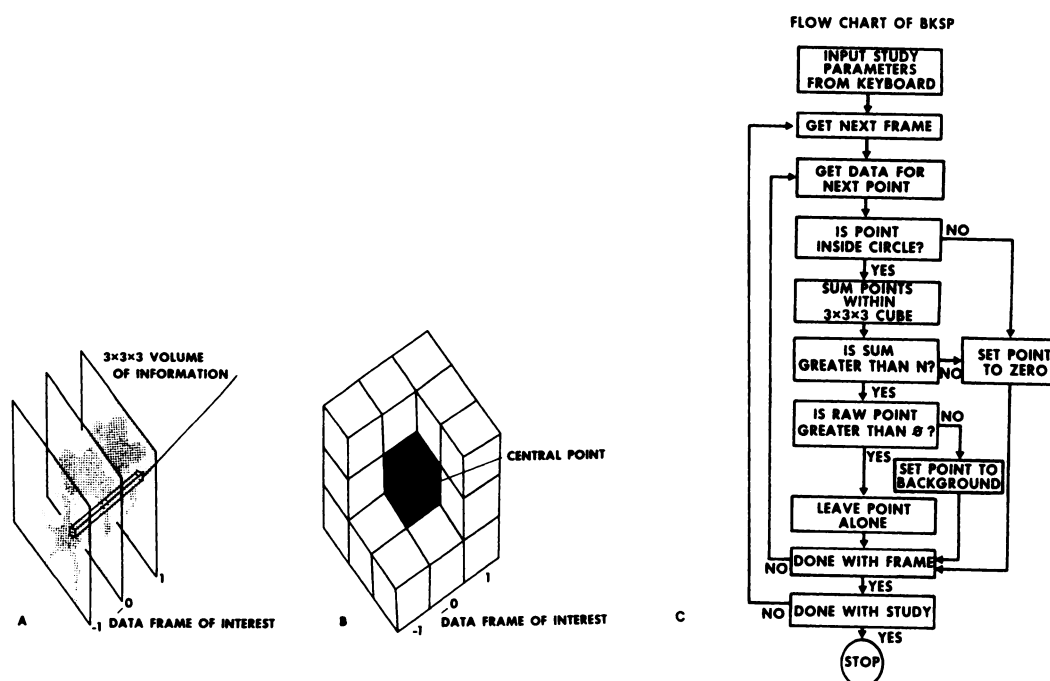 3×3×3 VOLUME
OF INFORMATION
1
0
-1
DATA FRAME OF INTEREST
A
CENTRAL POINT
1
0
-1
DATA FRAME OF INTEREST
B
C
FLOW CHART OF BKSP
INPUT STUDY
PARAMETERS
FROM KEYBOARD
GET NEXT FRAME
GET DATA FOR
NEXT POINT
IS POINT
INSIDE CIRCLE?
NO
YES
SUM POINTS
WITHIN
3×3×3 CUBE
IS SUM
GREATER THAN N?
NO
SET POINT
TO ZERO
YES
IS RAW POINT
GREATER THAN Ø ?
NO
YES
SET POINT TO
BACKGROUND
LEAVE POINT
ALONE
DONE WITH FRAME
NO
YES
DONE WITH STUDY
NO
YES
STOP